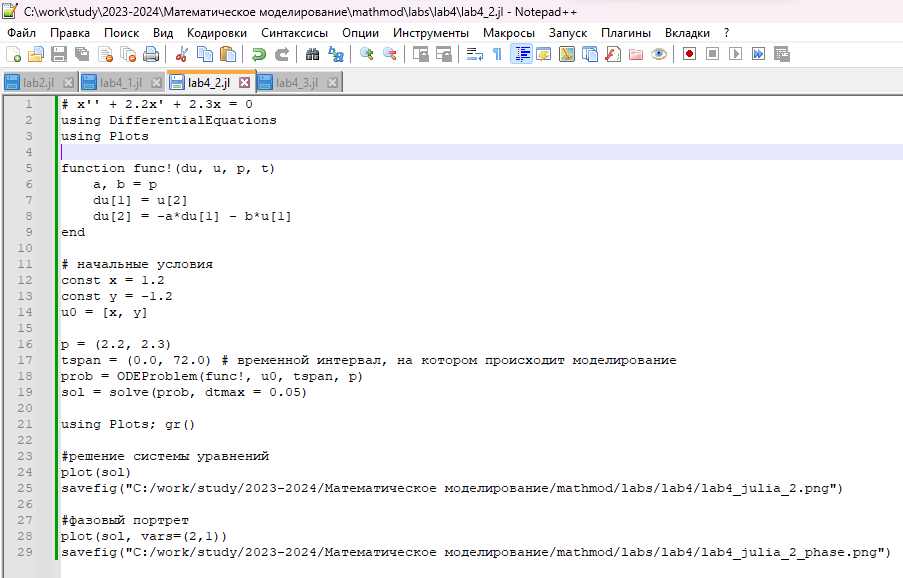 C:\work\study\2023-2024\Математическое моделирование\mathmod\labs\lab4\lab4_2.jl - Notepad++
Файл Правка Поиск Вид Кодировки Синтаксисы Опции Инструменты Макросы Запуск Плагины Вкладки ?
lab2.jl lab4_1.jl lab4_2.jl lab4_3.jl
1 # x'' + 2.2x' + 2.3x = 0
2 using DifferentialEquations
3 using Plots
4
5 function func!(du, u, p, t)
6     a, b = p
7     du[1] = u[2]
8     du[2] = -a*du[1] - b*u[1]
9 end
10
11 # начальные условия
12 const x = 1.2
13 const y = -1.2
14 u0 = [x, y]
15
16 p = (2.2, 2.3)
17 tspan = (0.0, 72.0) # временной интервал, на котором происходит моделирование
18 prob = ODEProblem(func!, u0, tspan, p)
19 sol = solve(prob, dtmax = 0.05)
20
21 using Plots; gr()
22
23 #решение системы уравнений
24 plot(sol)
25 savefig("C:/work/study/2023-2024/Математическое моделирование/mathmod/labs/lab4/lab4_julia_2.png")
26
27 #фазовый портрет
28 plot(sol, vars=(2,1))
29 savefig("C:/work/study/2023-2024/Математическое моделирование/mathmod/labs/lab4/lab4_julia_2_phase.png")